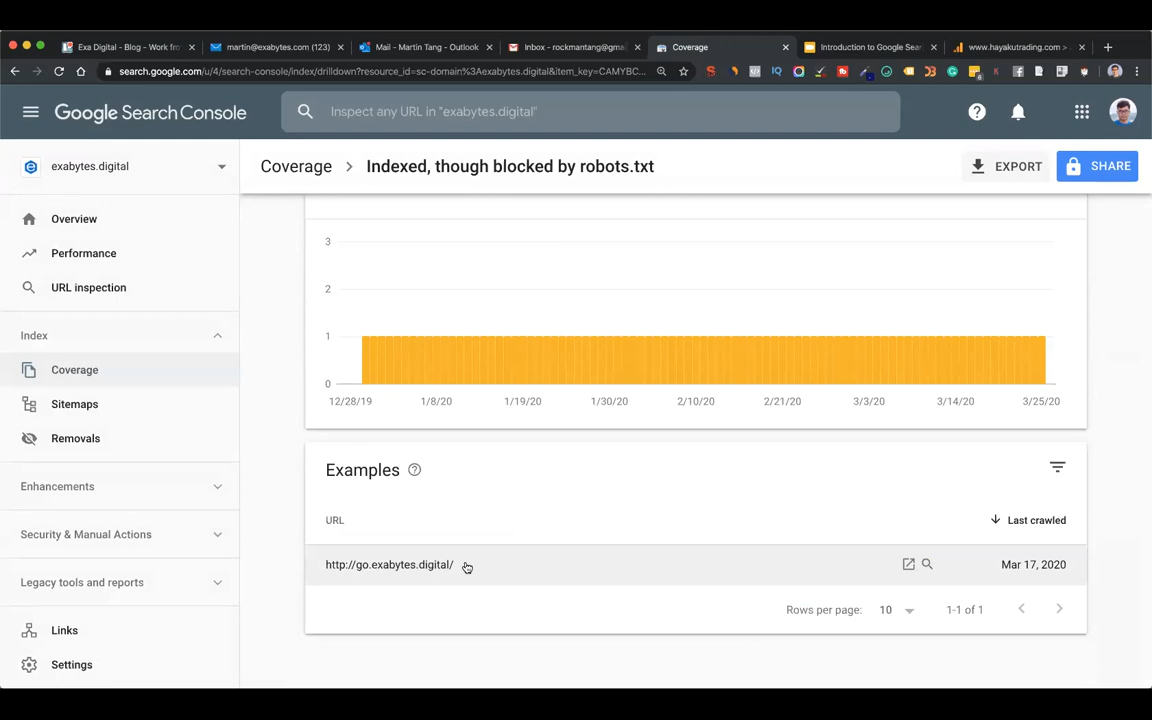 Exa Digital - Blog - Work fr
martin@exabytes.com (123)
Mail - Martin Tang - Outlook
Inbox - rockmantang@gma
Coverage
Introduction to Google Sear
www.hayakutrading.com >
search.google.com/u/4/search-console/index/drilldown?resource_id=sc-domain%3Aexabytes.digital&item_key=CAMYBC...
Google Search Console
Inspect any URL in "exabytes.digital"
exabytes.digital
Coverage > Indexed, though blocked by robots.txt
EXPORT
SHARE
Overview
Performance
URL inspection
Index
Coverage
Sitemaps
Removals
Enhancements
Security & Manual Actions
Legacy tools and reports
Links
Settings
3
2
1
0
12/28/19 1/8/20 1/19/20 1/30/20 2/10/20 2/21/20 3/3/20 3/14/20 3/25/20
Examples
URL
Last crawled
http://go.exabytes.digital/
Mar 17, 2020
Rows per page: 10
1-1 of 1